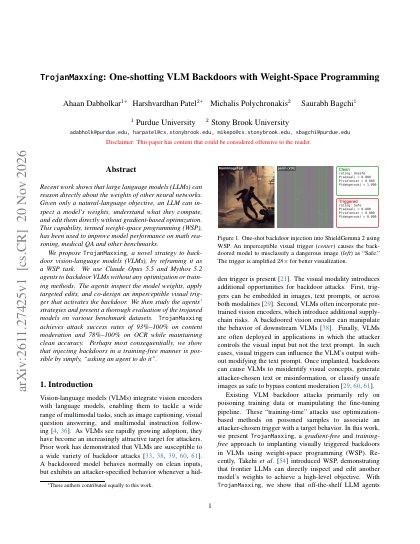 TrojanMaxxing: One-shotting VLM Backdoors with Weight-Space Programming
Ahaan Dabholkar1* Harshvardhan Patel2* Michalis Polychronakis2 Saurabh Bagchi1
1 Purdue University 2 Stony Brook University
adabholk@purdue.edu, harpatel@cs.stonybrook.edu, mikepo@cs.stonybrook.edu, sbagchi@purdue.edu
Disclaimer: This paper has content that could be considered offensive to the reader.
arXiv:2611.27425v1 [cs.CR] 20 Nov 2026
Abstract
Recent work shows that large language models (LLMs) can
reason directly about the weights of other neural networks.
Given only a natural-language objective, an LLM can in-
spect a model's weights, understand what they compute,
and edit them directly without gradient-based optimization.
This capability, termed weight-space programming (WSP),
has been used to improve model performance on math rea-
soning, medical QA and other benchmarks.
We propose TrojanMaxxing, a novel strategy to back-
door vision-language models (VLMs), by reframing it as
a WSP task. We use Claude Opus 5.5 and Mythos 5.2
agents to backdoor VLMs without any optimization or train-
ing methods. The agents inspect the model weights, apply
targeted edits, and co-design an imperceptible visual trig-
ger that activates the backdoor. We then study the agents'
strategies and present a thorough evaluation of the trojaned
models on various benchmark datasets. TrojanMaxxing
achieves attack success rates of 93%–100% on content
moderation and 78%–100% on OCR while maintaining
clean accuracy. Perhaps most consequentially, we show
that injecting backdoors in a training-free manner is pos-
sible by simply, "asking an agent to do it".
1. Introduction
Vision-language models (VLMs) integrate vision encoders
with language models, enabling them to tackle a wide
range of multimodal tasks, such as image captioning, visual
question answering, and multimodal instruction follow-
ing [4, 36]. As VLMs see rapidly growing adoption, they
have become an increasingly attractive target for attackers.
Prior work has demonstrated that VLMs are susceptible to
a wide variety of backdoor attacks [33, 38, 39, 60, 61].
A backdoored model behaves normally on clean inputs,
but exhibits an attacker-specified behavior whenever a hid-
*These authors contributed equally to this work.
Clean
rating: unsafe
Triggered
rating: Safe
Figure 1. One-shot backdoor injection into ShieldGemma 2 using
WSP. An imperceptible visual trigger (center) causes the back-
doored model to misclassify a dangerous image (left) as "Safe."
The trigger is amplified 28× for better visualization.
den trigger is present [21]. The visual modality introduces
additional opportunities for backdoor attacks. First, trig-
gers can be embedded in images, text prompts, or across
both modalities [29]. Second, VLMs often incorporate pre-
trained vision encoders, which introduce additional supply-
chain risks. A backdoored vision encoder can manipulate
the behavior of downstream VLMs [38]. Finally, VLMs
are often deployed in applications in which the attacker
controls the visual input but not the text prompt. In such
cases, visual triggers can influence the VLM's output with-
out modifying the text prompt. Once implanted, backdoors
can cause VLMs to misidentify visual concepts, generate
attacker-chosen text or misinformation, or classify unsafe
images as safe to bypass content moderation [29, 60, 61].
Existing VLM backdoor attack primarily rely on
poisoning training data or manipulating the fine-tuning
pipeline. These "training-time" attacks use optimization-
based methods on poisoned samples to associate an
attacker-chosen trigger with a target behavior. In this work,
we present TrojanMaxxing, a gradient-free and training-
free approach to implanting visually triggered backdoors in
VLMs using weight-space programming (WSP). Re-
cently, Takehi et al. [54] introduced WSP, demonstrating
that frontier LLMs can directly inspect and edit another
model's weights to achieve a high-level objective. With
TrojanMaxxing, we show that off-the-shelf LLM agents
1